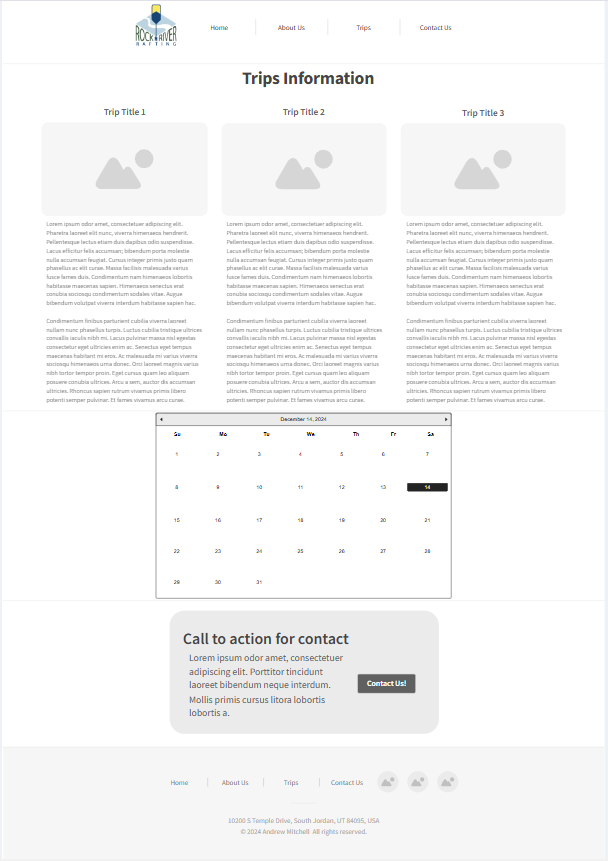 ROCK RIVER
RAFTING
Home
About Us
Trips
Contact Us
Trips Information
Trip Title 1
Trip Title 2
Trip Title 3
Lorem ipsum odor amet, consectetuer adipiscing elit.
Pharetra laoreet elit nunc, viverra himenaeos hendrerit.
Pellentesque lectus etiam duis dapibus odio suspendisse.
Lacus efficitur felis accumsan; bibendum porta molestie
nulla accumsan feugiat. Cursus integer primis justo quam
phasellus ac elit curae. Massa facilisis malesuada varius
fusce fames duis. Condimentum nam himenaeos lobortis
habitasse maecenas sapien. Himenaeos senectus erat
conubia sociosqu condimentum sodales vitae. Augue
bibendum volutpat viverra interdum habitasse sapien hac.
Condimentum finibus parturient cubilia viverra laoreet
nullam nunc phasellus turpis. Luctus cubilia tristique ultrices
convallis iaculis nibh mi. Lacus pulvinar massa nisl egestas
consectetur eget ultricies enim ac. Senectus mattis tempus
maecenas habitant mi eros. Ac malesuada mi varius viverra
sociosqu himenaeos urna donec. Orci lorem ipsum varius
nibh tortor tempor proin. Eget cursus quam leo aliquam
posuere conubia ultrices. Arcu a sem, auctor dis accumsan
ultricies. Rhoncus sapien rutrum vivamus primis libero
potenti semper pulvinar. Et fames vivamus arcu curae.
Lorem ipsum odor amet, consectetuer adipiscing elit.
Pharetra laoreet elit nunc, viverra himenaeos hendrerit.
Pellentesque lectus etiam duis dapibus odio suspendisse.
Lacus efficitur felis accumsan; bibendum porta molestie
nulla accumsan feugiat. Cursus integer primis justo quam
phasellus ac elit curae. Massa facilisis malesuada varius
fusce fames duis. Condimentum nam himenaeos lobortis
habitasse maecenas sapien. Himenaeos senectus erat
conubia sociosqu condimentum sodales vitae. Augue
bibendum volutpat viverra interdum habitasse sapien hac.
Condimentum finibus parturient cubilia viverra laoreet
nullam nunc phasellus turpis. Luctus cubilia tristique ultrices
convallis iaculis nibh mi. Lacus pulvinar massa nisl egestas
consectetur eget ultricies enim ac. Senectus mattis tempus
maecenas habitant mi eros. Ac malesuada mi varius viverra
sociosqu himenaeos urna donec. Orci lorem ipsum varius
nibh tortor tempor proin. Eget cursus quam leo aliquam
posuere conubia ultrices. Arcu a sem, auctor dis accumsan
ultricies. Rhoncus sapien rutrum vivamus primis libero
potenti semper pulvinar. Et fames vivamus arcu curae.
Lorem ipsum odor amet, consectetuer adipiscing elit.
Pharetra laoreet elit nunc, viverra himenaeos hendrerit.
Pellentesque lectus etiam duis dapibus odio suspendisse.
Lacus efficitur felis accumsan; bibendum porta molestie
nulla accumsan feugiat. Cursus integer primis justo quam
phasellus ac elit curae. Massa facilisis malesuada varius
fusce fames duis. Condimentum nam himenaeos lobortis
habitasse maecenas sapien. Himenaeos senectus erat
conubia sociosqu condimentum sodales vitae. Augue
bibendum volutpat viverra interdum habitasse sapien hac.
Condimentum finibus parturient cubilia viverra laoreet
nullam nunc phasellus turpis. Luctus cubilia tristique ultrices
convallis iaculis nibh mi. Lacus pulvinar massa nisl egestas
consectetur eget ultricies enim ac. Senectus mattis tempus
maecenas habitant mi eros. Ac malesuada mi varius viverra
sociosqu himenaeos urna donec. Orci lorem ipsum varius
nibh tortor tempor proin. Eget cursus quam leo aliquam
posuere conubia ultrices. Arcu a sem, auctor dis accumsan
ultricies. Rhoncus sapien rutrum vivamus primis libero
potenti semper pulvinar. Et fames vivamus arcu curae.
December 14, 2024
Su Mo Tu We Th Fr Sa
1 2 3 4 5 6 7
8 9 10 11 12 13 14
15 16 17 18 19 20 21
22 23 24 25 26 27 28
29 30 31
Call to action for contact
Lorem ipsum odor amet, consectetuer
adipiscing elit. Porttitor tincidunt
laoreet bibendum neque interdum.
Mollis primis cursus litora lobortis
lobortis a.
Contact Us!
Home
About Us
Trips
Contact Us
10200 S Temple Drive, South Jordan, UT 84095, USA
© 2024 Andrew Mitchell All rights reserved.